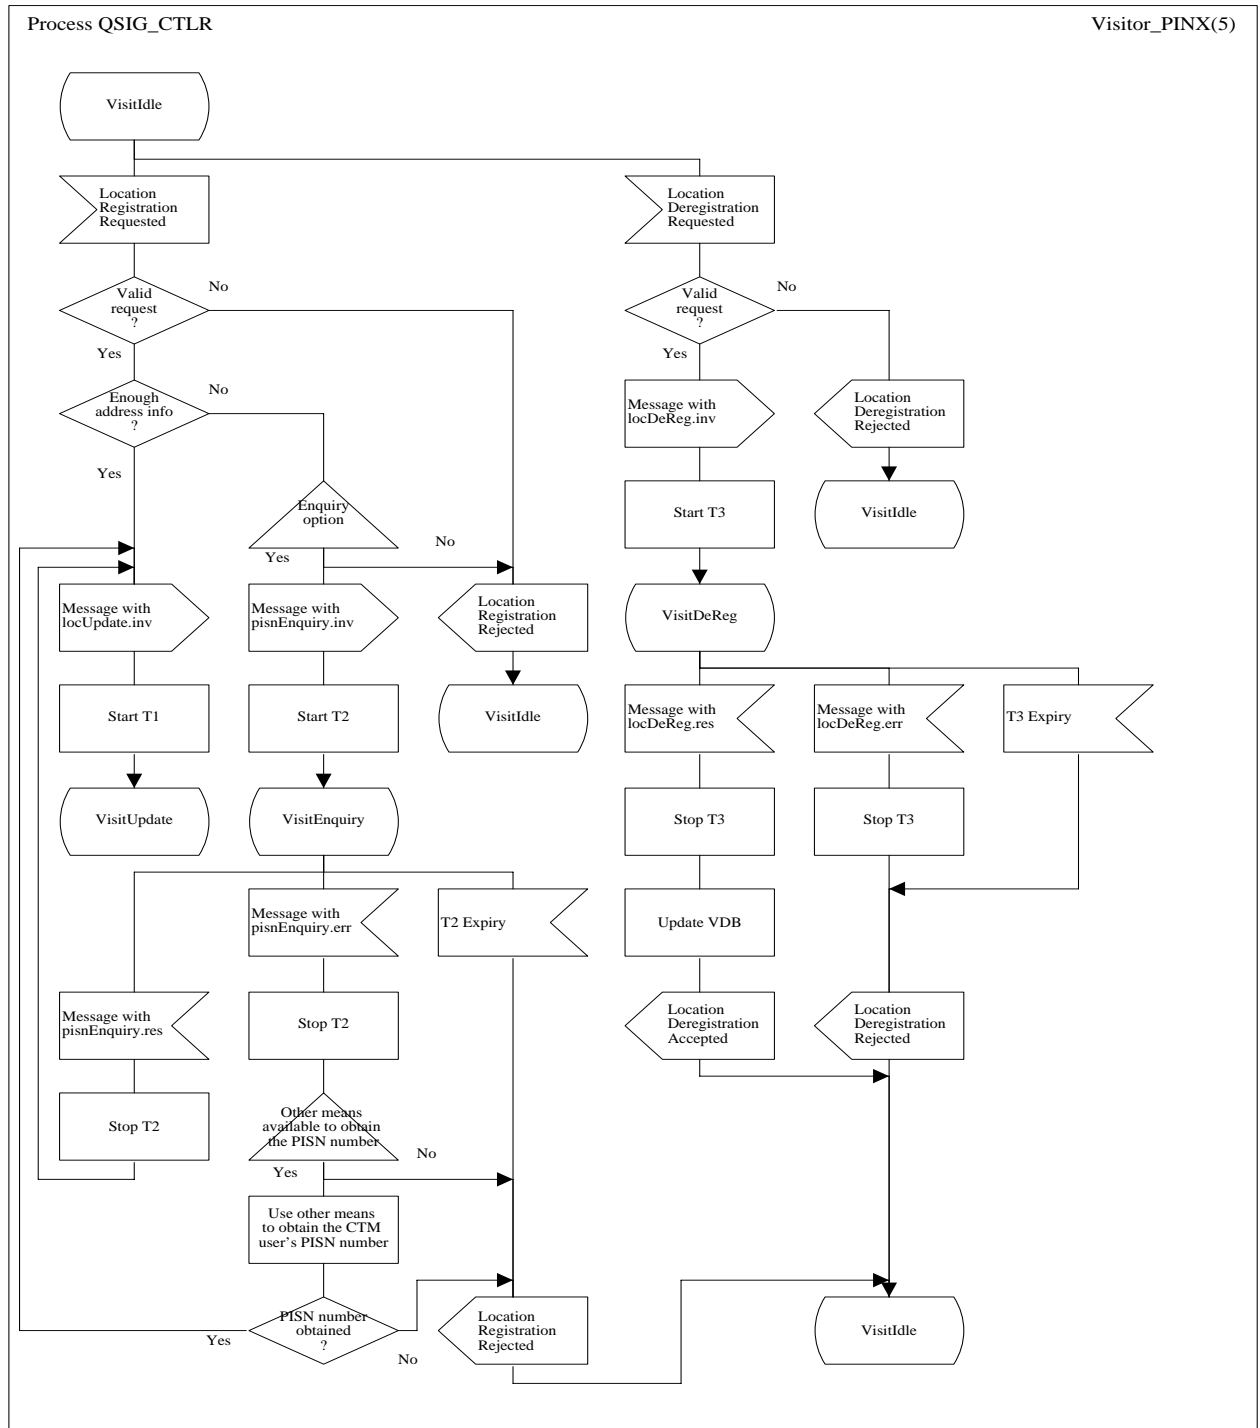 Process QSIG_CTLR
Visitor_PINX(5)
VisitIdle
Location
Registration
Requested
Location
Deregistration
Requested
Valid
request
?
No
Yes
Valid
request
?
No
Yes
Enough
address info
?
No
Yes
Message with
locDeReg.inv
Location
Deregistration
Rejected
Enquiry
option
Yes
No
Start T3
VisitIdle
Message with
locUpdate.inv
Message with
pisnEnquiry.inv
Location
Registration
Rejected
VisitDeReg
Start T1
Start T2
VisitIdle
Message with
locDeReg.res
Message with
locDeReg.err
T3 Expiry
VisitUpdate
VisitEnquiry
Stop T3
Stop T3
Message with
pisnEnquiry.err
T2 Expiry
Update VDB
Message with
pisnEnquiry.res
Stop T2
Location
Deregistration
Accepted
Location
Deregistration
Rejected
Stop T2
Other means
available to obtain
the PISN number
Yes
No
Use other means
to obtain the CTM
user's PISN number
PISN number
obtained
?
Yes
No
Location
Registration
Rejected
VisitIdle